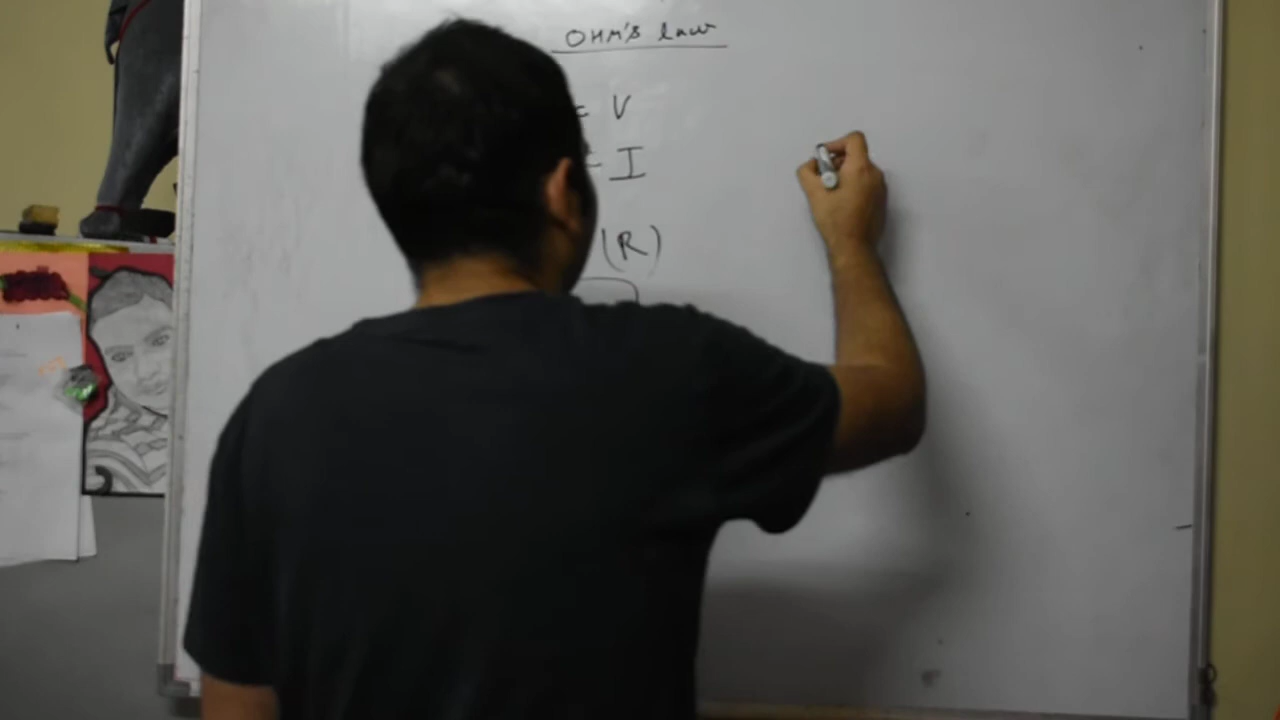 OHM'S law
= V
= I
(R)